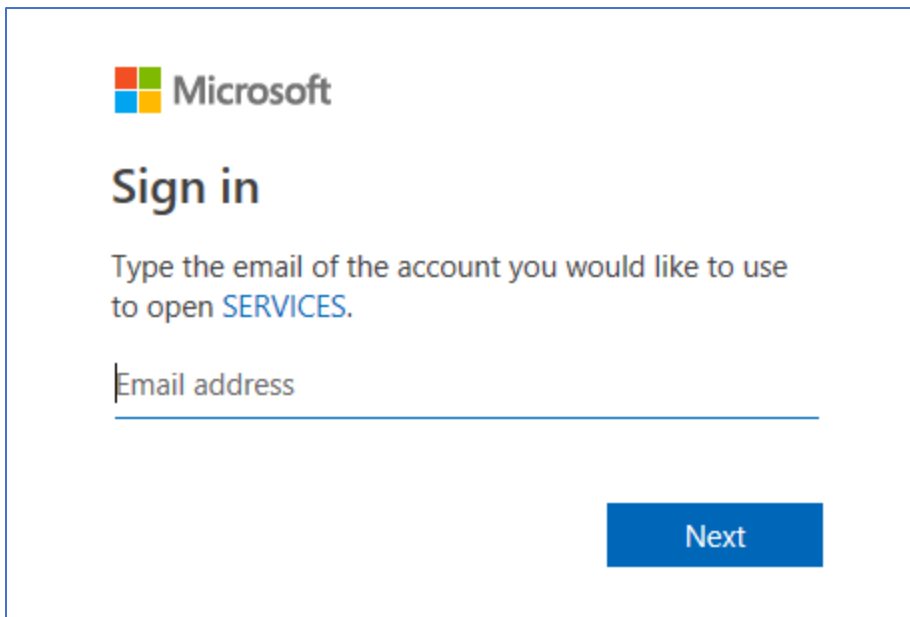 Microsoft
Sign in
Type the email of the account you would like to use
to open SERVICES.
Email address
Next